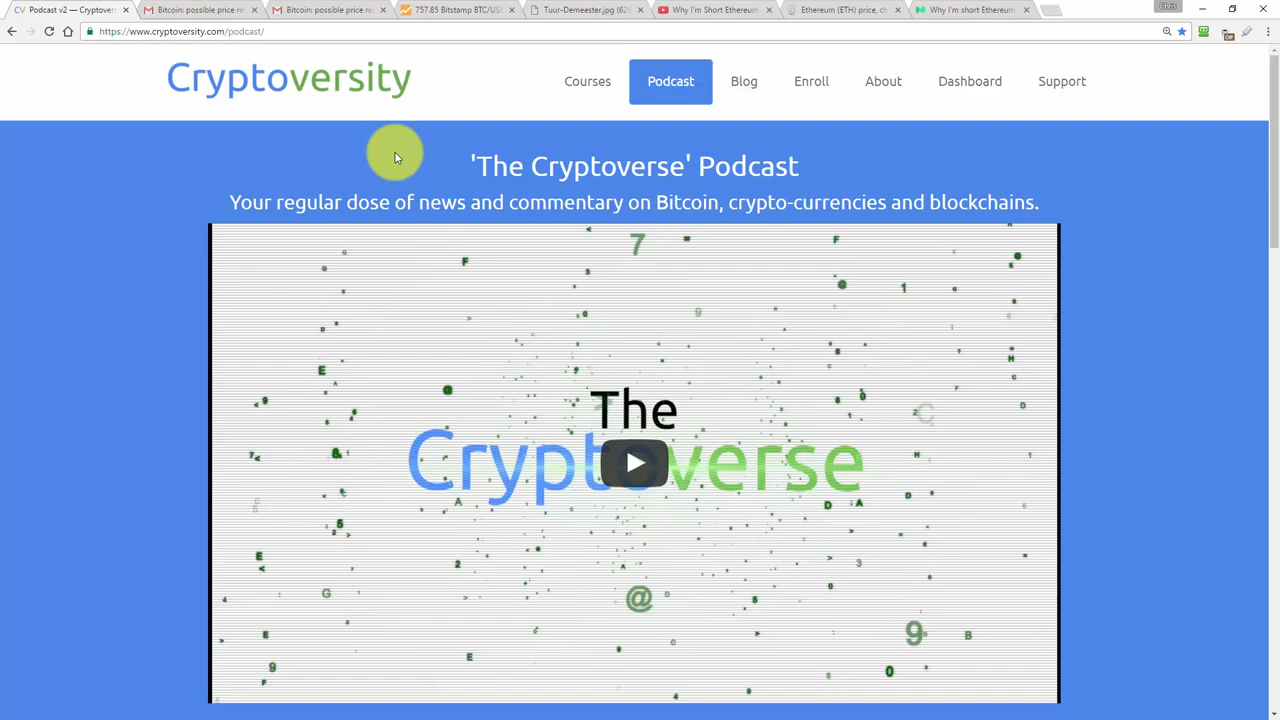 Podcast v2 — Cryptovers
Bitcoin: possible price re
Bitcoin: possible price re
757.85 Bitstamp BTC/US
Tuur-Demeester.jpg (628
Why I'm Short Ethereum
Ethereum (ETH) price, ch
Why I'm short Ethereum
Chris
https://www.cryptoversity.com/podcast/
Cryptoversity
Courses
Podcast
Blog
Enroll
About
Dashboard
Support
'The Cryptoverse' Podcast
Your regular dose of news and commentary on Bitcoin, crypto-currencies and blockchains.
The
Cryptoverse